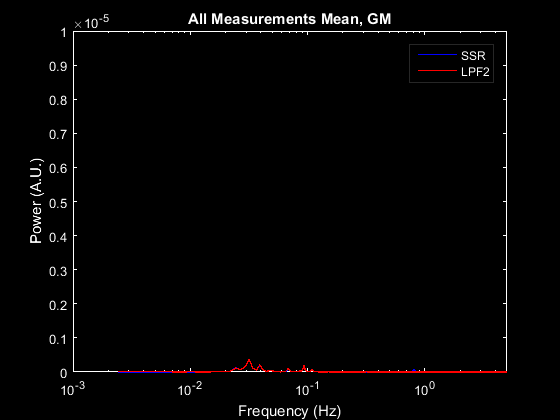 All Measurements Mean, GM
×10^-5
1
0.9
0.8
0.7
0.6
0.5
0.4
0.3
0.2
0.1
0
Power (A.U.)
SSR
LPF2
10^-3 10^-2 10^-1 10^0
Frequency (Hz)